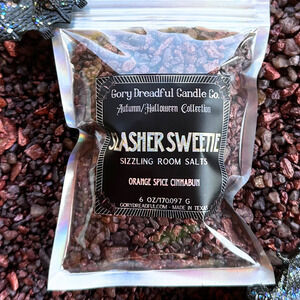 Gory Dreadful Candle Co.
Autumn/Halloween Collection
SLASHER SWEETIE
SIZZLING ROOM SALTS
ORANGE SPICE CINNABUN
6 OZ/170.097 G
GORYDREADFUL.COM - MADE IN TEXAS